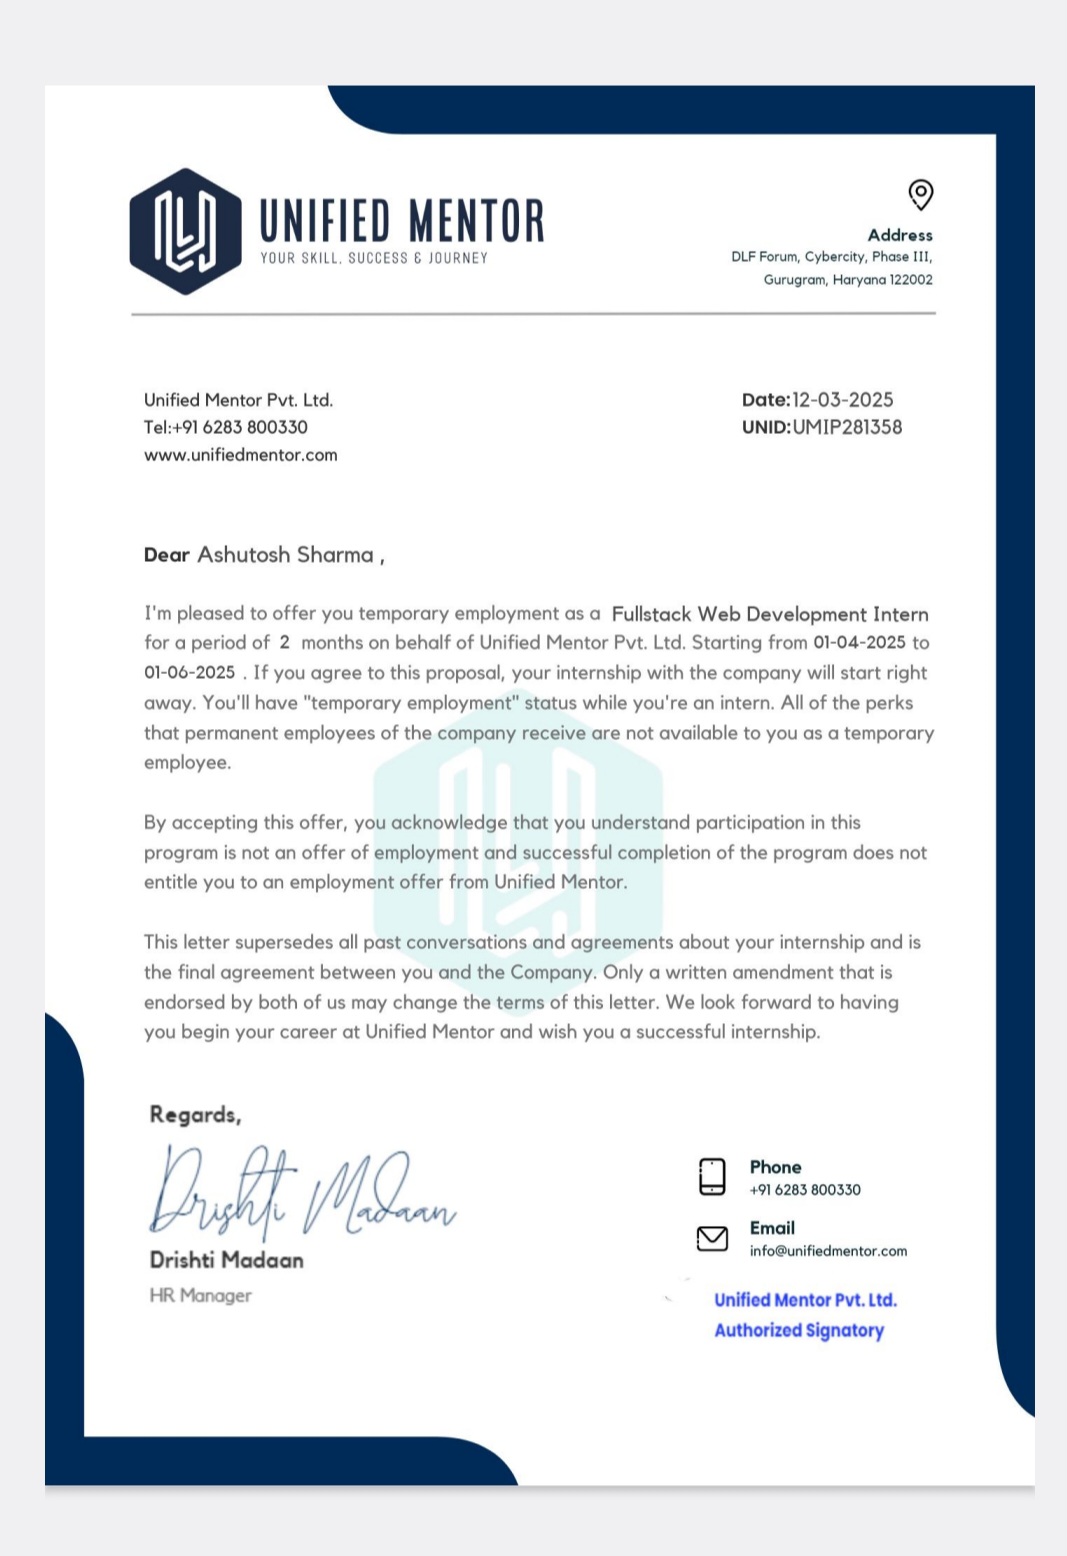 UNIFIED MENTOR
YOUR SKILL, SUCCESS & JOURNEY
Address
DLF Forum, Cybercity, Phase III,
Gurugram, Haryana 122002
Unified Mentor Pvt. Ltd.
Tel:+91 6283 800330
www.unifiedmentor.com
Date:12-03-2025
UNID:UMIP281358
Dear Ashutosh Sharma ,
I'm pleased to offer you temporary employment as a Fullstack Web Development Intern
for a period of 2 months on behalf of Unified Mentor Pvt. Ltd. Starting from 01-04-2025 to
01-06-2025 . If you agree to this proposal, your internship with the company will start right
away. You'll have "temporary employment" status while you're an intern. All of the perks
that permanent employees of the company receive are not available to you as a temporary
employee.
By accepting this offer, you acknowledge that you understand participation in this
program is not an offer of employment and successful completion of the program does not
entitle you to an employment offer from Unified Mentor.
This letter supersedes all past conversations and agreements about your internship and is
the final agreement between you and the Company. Only a written amendment that is
endorsed by both of us may change the terms of this letter. We look forward to having
you begin your career at Unified Mentor and wish you a successful internship.
Regards,
Drishti Madaan
Drishti Madaan
HR Manager
Phone
+91 6283 800330
Email
info@unifiedmentor.com
Unified Mentor Pvt. Ltd.
Authorized Signatory